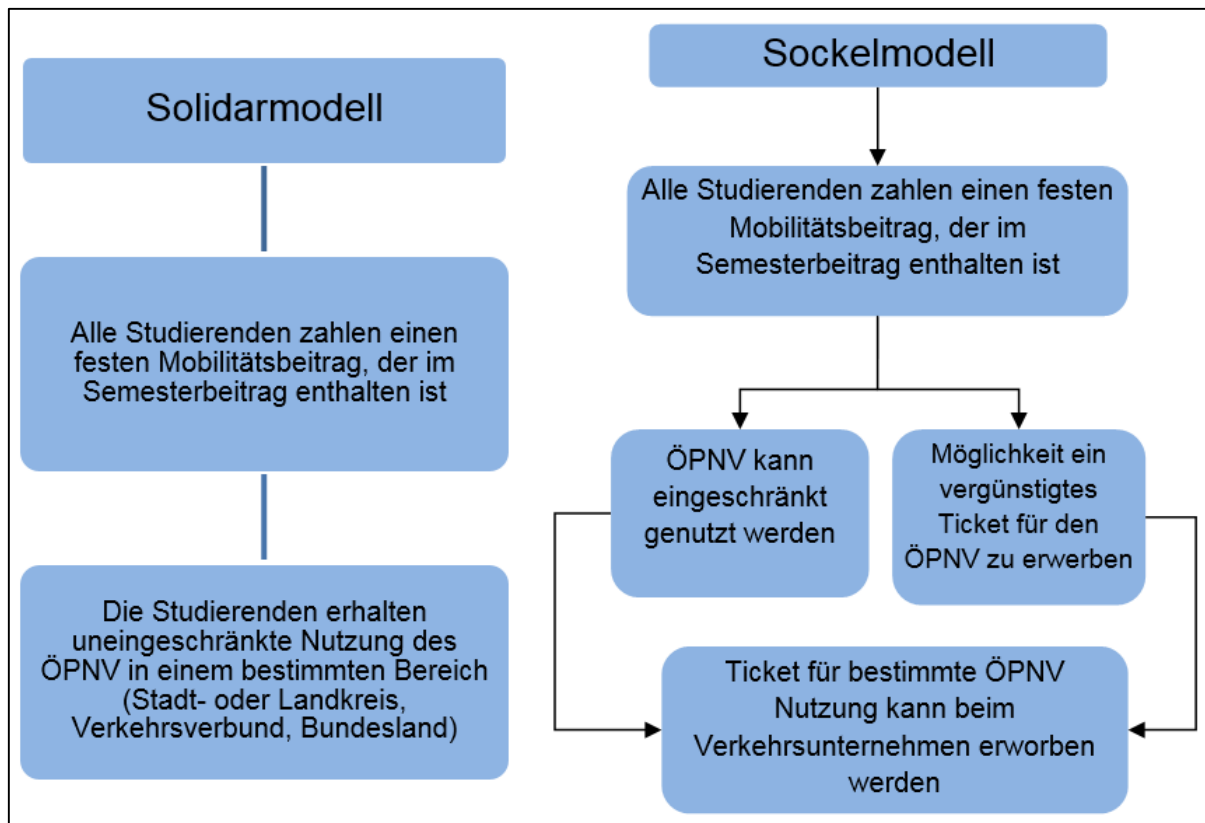 Solidarmodell
Alle Studierenden zahlen einen
festen Mobilitätsbeitrag, der im
Semesterbeitrag enthalten ist
Die Studierenden erhalten
uneingeschränkte Nutzung des
ÖPNV in einem bestimmten Bereich
(Stadt- oder Landkreis,
Verkehrsverbund, Bundesland)
Sockelmodell
Alle Studierenden zahlen einen festen
Mobilitätsbeitrag, der im
Semesterbeitrag enthalten ist
ÖPNV kann
eingeschränkt
genutzt werden
Möglichkeit ein
vergünstigtes
Ticket für den
ÖPNV zu erwerben
Ticket für bestimmte ÖPNV
Nutzung kann beim
Verkehrsunternehmen erworben
werden